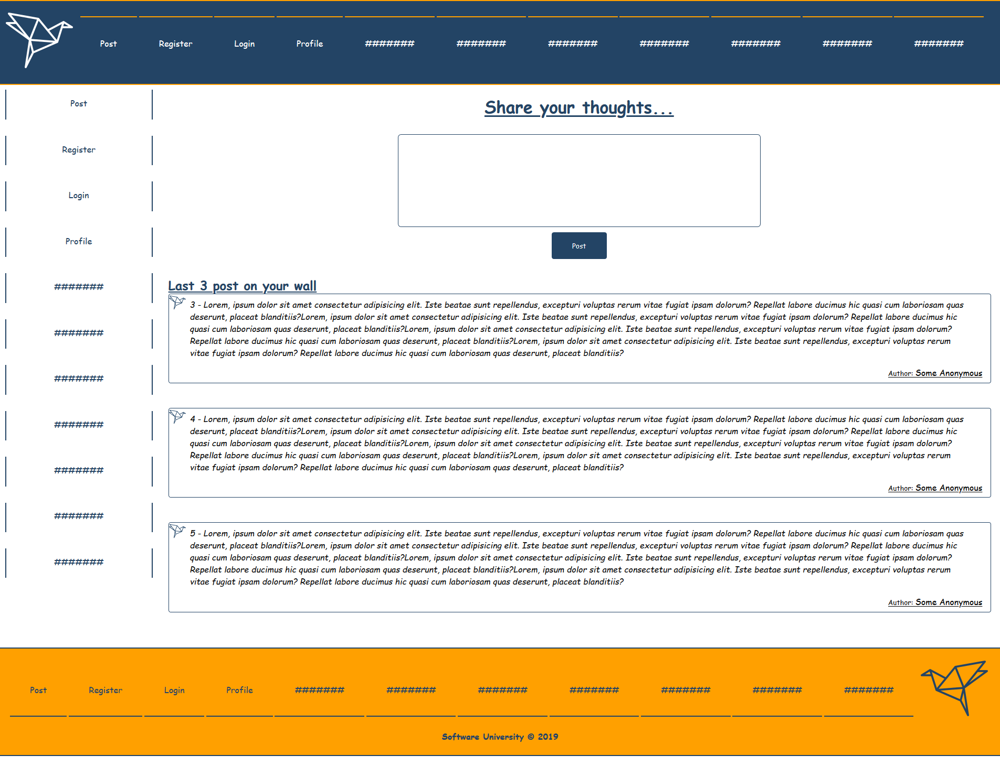 Post Register Login Profile ####### ####### ####### ####### ####### ####### #######
Post
Register
Login
Profile
#######
#######
#######
#######
#######
#######
#######
Share your thoughts...
Post
Last 3 post on your wall
3 - Lorem, ipsum dolor sit amet consectetur adipisicing elit. Iste beatae sunt repellendus, excepturi voluptas rerum vitae fugiat ipsam dolorum? Repellat labore ducimus hic quasi cum laboriosam quas
deserunt, placeat blanditiis?Lorem, ipsum dolor sit amet consectetur adipisicing elit. Iste beatae sunt repellendus, excepturi voluptas rerum vitae fugiat ipsam dolorum? Repellat labore ducimus hic
quasi cum laboriosam quas deserunt, placeat blanditiis?Lorem, ipsum dolor sit amet consectetur adipisicing elit. Iste beatae sunt repellendus, excepturi voluptas rerum vitae fugiat ipsam dolorum?
Repellat labore ducimus hic quasi cum laboriosam quas deserunt, placeat blanditiis?Lorem, ipsum dolor sit amet consectetur adipisicing elit. Iste beatae sunt repellendus, excepturi voluptas rerum
vitae fugiat ipsam dolorum? Repellat labore ducimus hic quasi cum laboriosam quas deserunt, placeat blanditiis?
Author: Some Anonymous
4 - Lorem, ipsum dolor sit amet consectetur adipisicing elit. Iste beatae sunt repellendus, excepturi voluptas rerum vitae fugiat ipsam dolorum? Repellat labore ducimus hic quasi cum laboriosam quas
deserunt, placeat blanditiis?Lorem, ipsum dolor sit amet consectetur adipisicing elit. Iste beatae sunt repellendus, excepturi voluptas rerum vitae fugiat ipsam dolorum? Repellat labore ducimus hic
quasi cum laboriosam quas deserunt, placeat blanditiis?Lorem, ipsum dolor sit amet consectetur adipisicing elit. Iste beatae sunt repellendus, excepturi voluptas rerum vitae fugiat ipsam dolorum?
Repellat labore ducimus hic quasi cum laboriosam quas deserunt, placeat blanditiis?Lorem, ipsum dolor sit amet consectetur adipisicing elit. Iste beatae sunt repellendus, excepturi voluptas rerum
vitae fugiat ipsam dolorum? Repellat labore ducimus hic quasi cum laboriosam quas deserunt, placeat blanditiis?
Author: Some Anonymous
5 - Lorem, ipsum dolor sit amet consectetur adipisicing elit. Iste beatae sunt repellendus, excepturi voluptas rerum vitae fugiat ipsam dolorum? Repellat labore ducimus hic quasi cum laboriosam quas
deserunt, placeat blanditiis?Lorem, ipsum dolor sit amet consectetur adipisicing elit. Iste beatae sunt repellendus, excepturi voluptas rerum vitae fugiat ipsam dolorum? Repellat labore ducimus hic
quasi cum laboriosam quas deserunt, placeat blanditiis?Lorem, ipsum dolor sit amet consectetur adipisicing elit. Iste beatae sunt repellendus, excepturi voluptas rerum vitae fugiat ipsam dolorum?
Repellat labore ducimus hic quasi cum laboriosam quas deserunt, placeat blanditiis?Lorem, ipsum dolor sit amet consectetur adipisicing elit. Iste beatae sunt repellendus, excepturi voluptas rerum
vitae fugiat ipsam dolorum? Repellat labore ducimus hic quasi cum laboriosam quas deserunt, placeat blanditiis?
Author: Some Anonymous
Post Register Login Profile ####### ####### ####### ####### ####### ####### #######
Software University © 2019